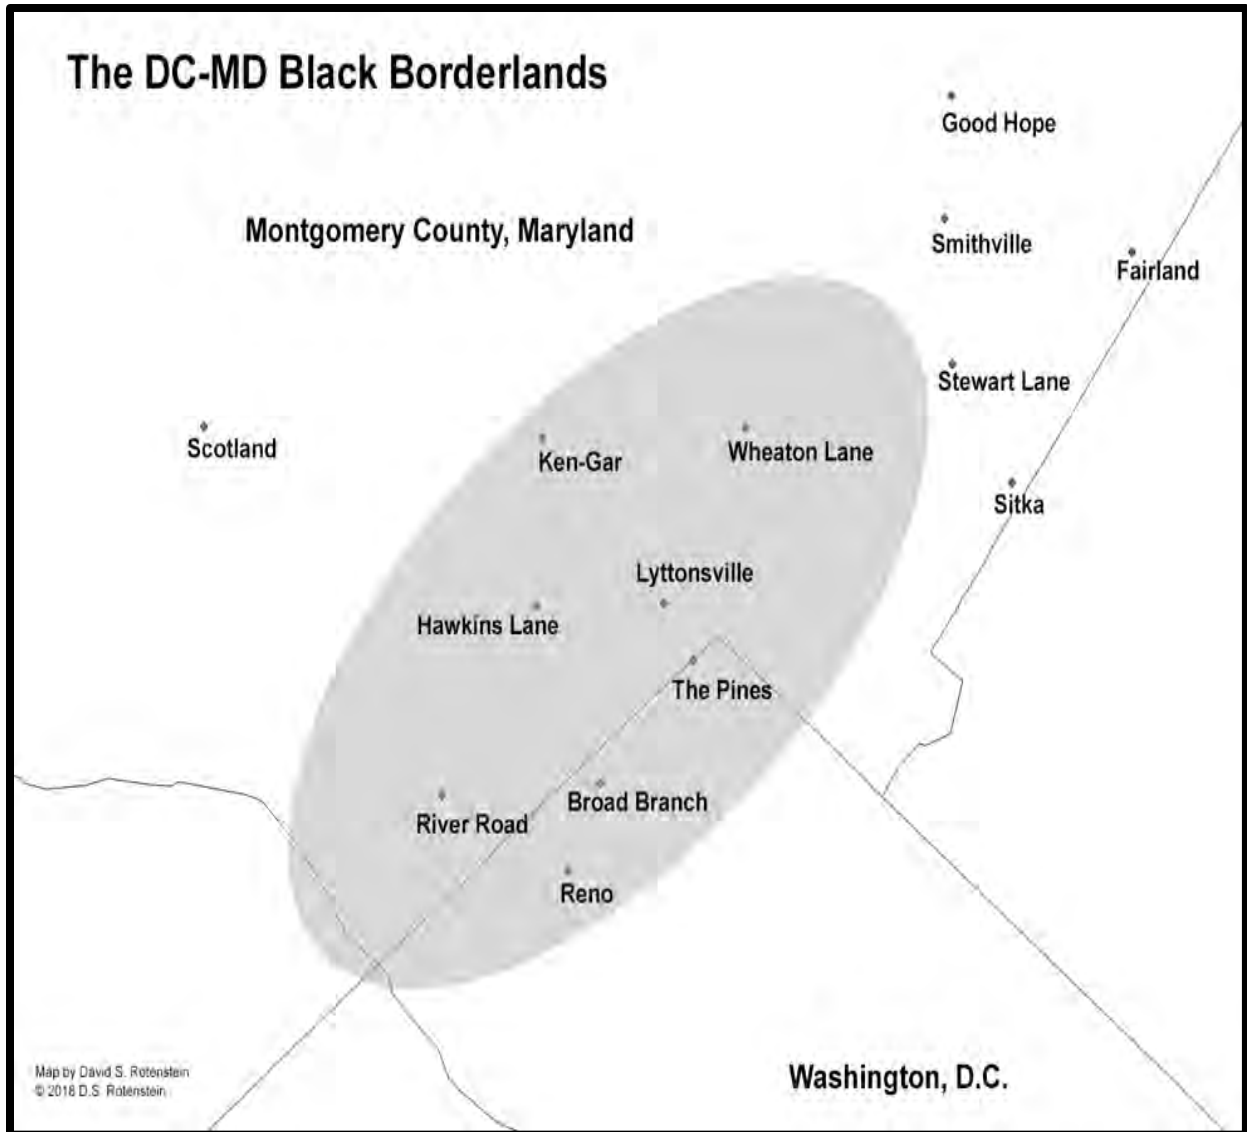 The DC-MD Black Borderlands
Good Hope
Montgomery County, Maryland
Smithville
Fairland
Stewart Lane
Scotland
Ken-Gar
Wheaton Lane
Sitka
Lyttonsville
Hawkins Lane
The Pines
Broad Branch
River Road
Reno
Map by David S. Rotenstein
© 2018 D.S. Rotenstein
Washington, D.C.